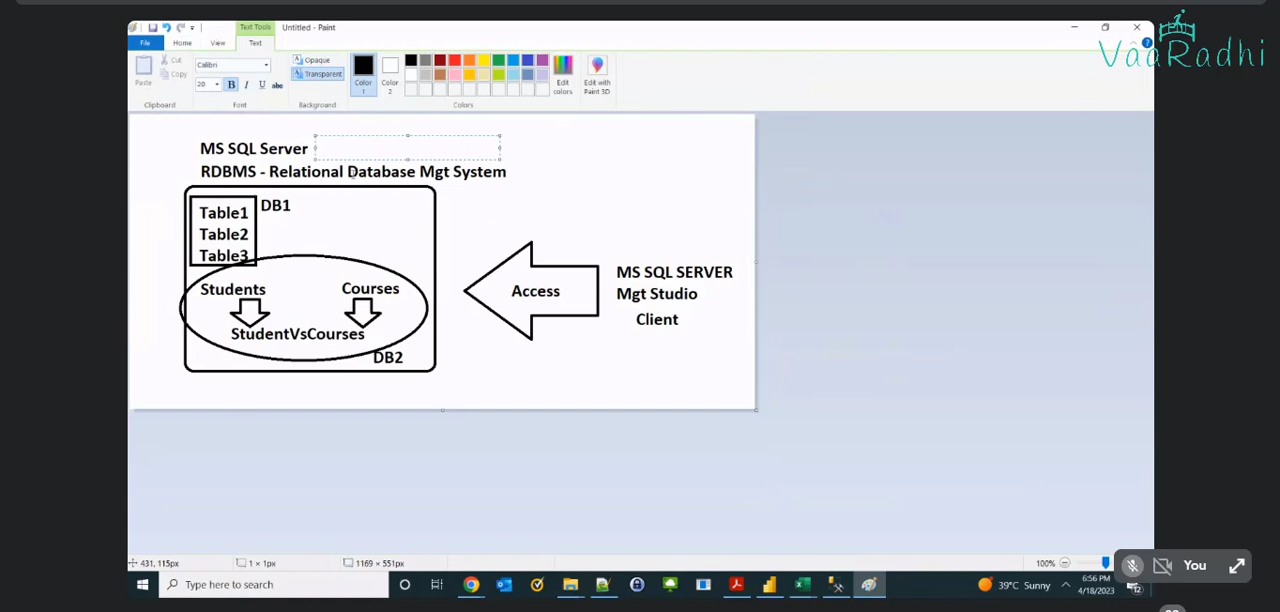 Text Tools
Untitled - Paint
VâaRadhi
File
Home
View
Text
Cut
Copy
Paste
Clipboard
Calibri
20
B
I
U
abc
Font
Opaque
Transparent
Background
Color
1
Color
2
Edit
colors
Edit with
Paint 3D
Colors
MS SQL Server
RDBMS - Relational Database Mgt System
Table1
DB1
Table2
Table3
Students
Courses
StudentVsCourses
DB2
Access
MS SQL SERVER
Mgt Studio
Client
431, 115px
1 × 1px
1169 × 551px
100%
Type here to search
39°C Sunny
6:56 PM
4/18/2023
12
You